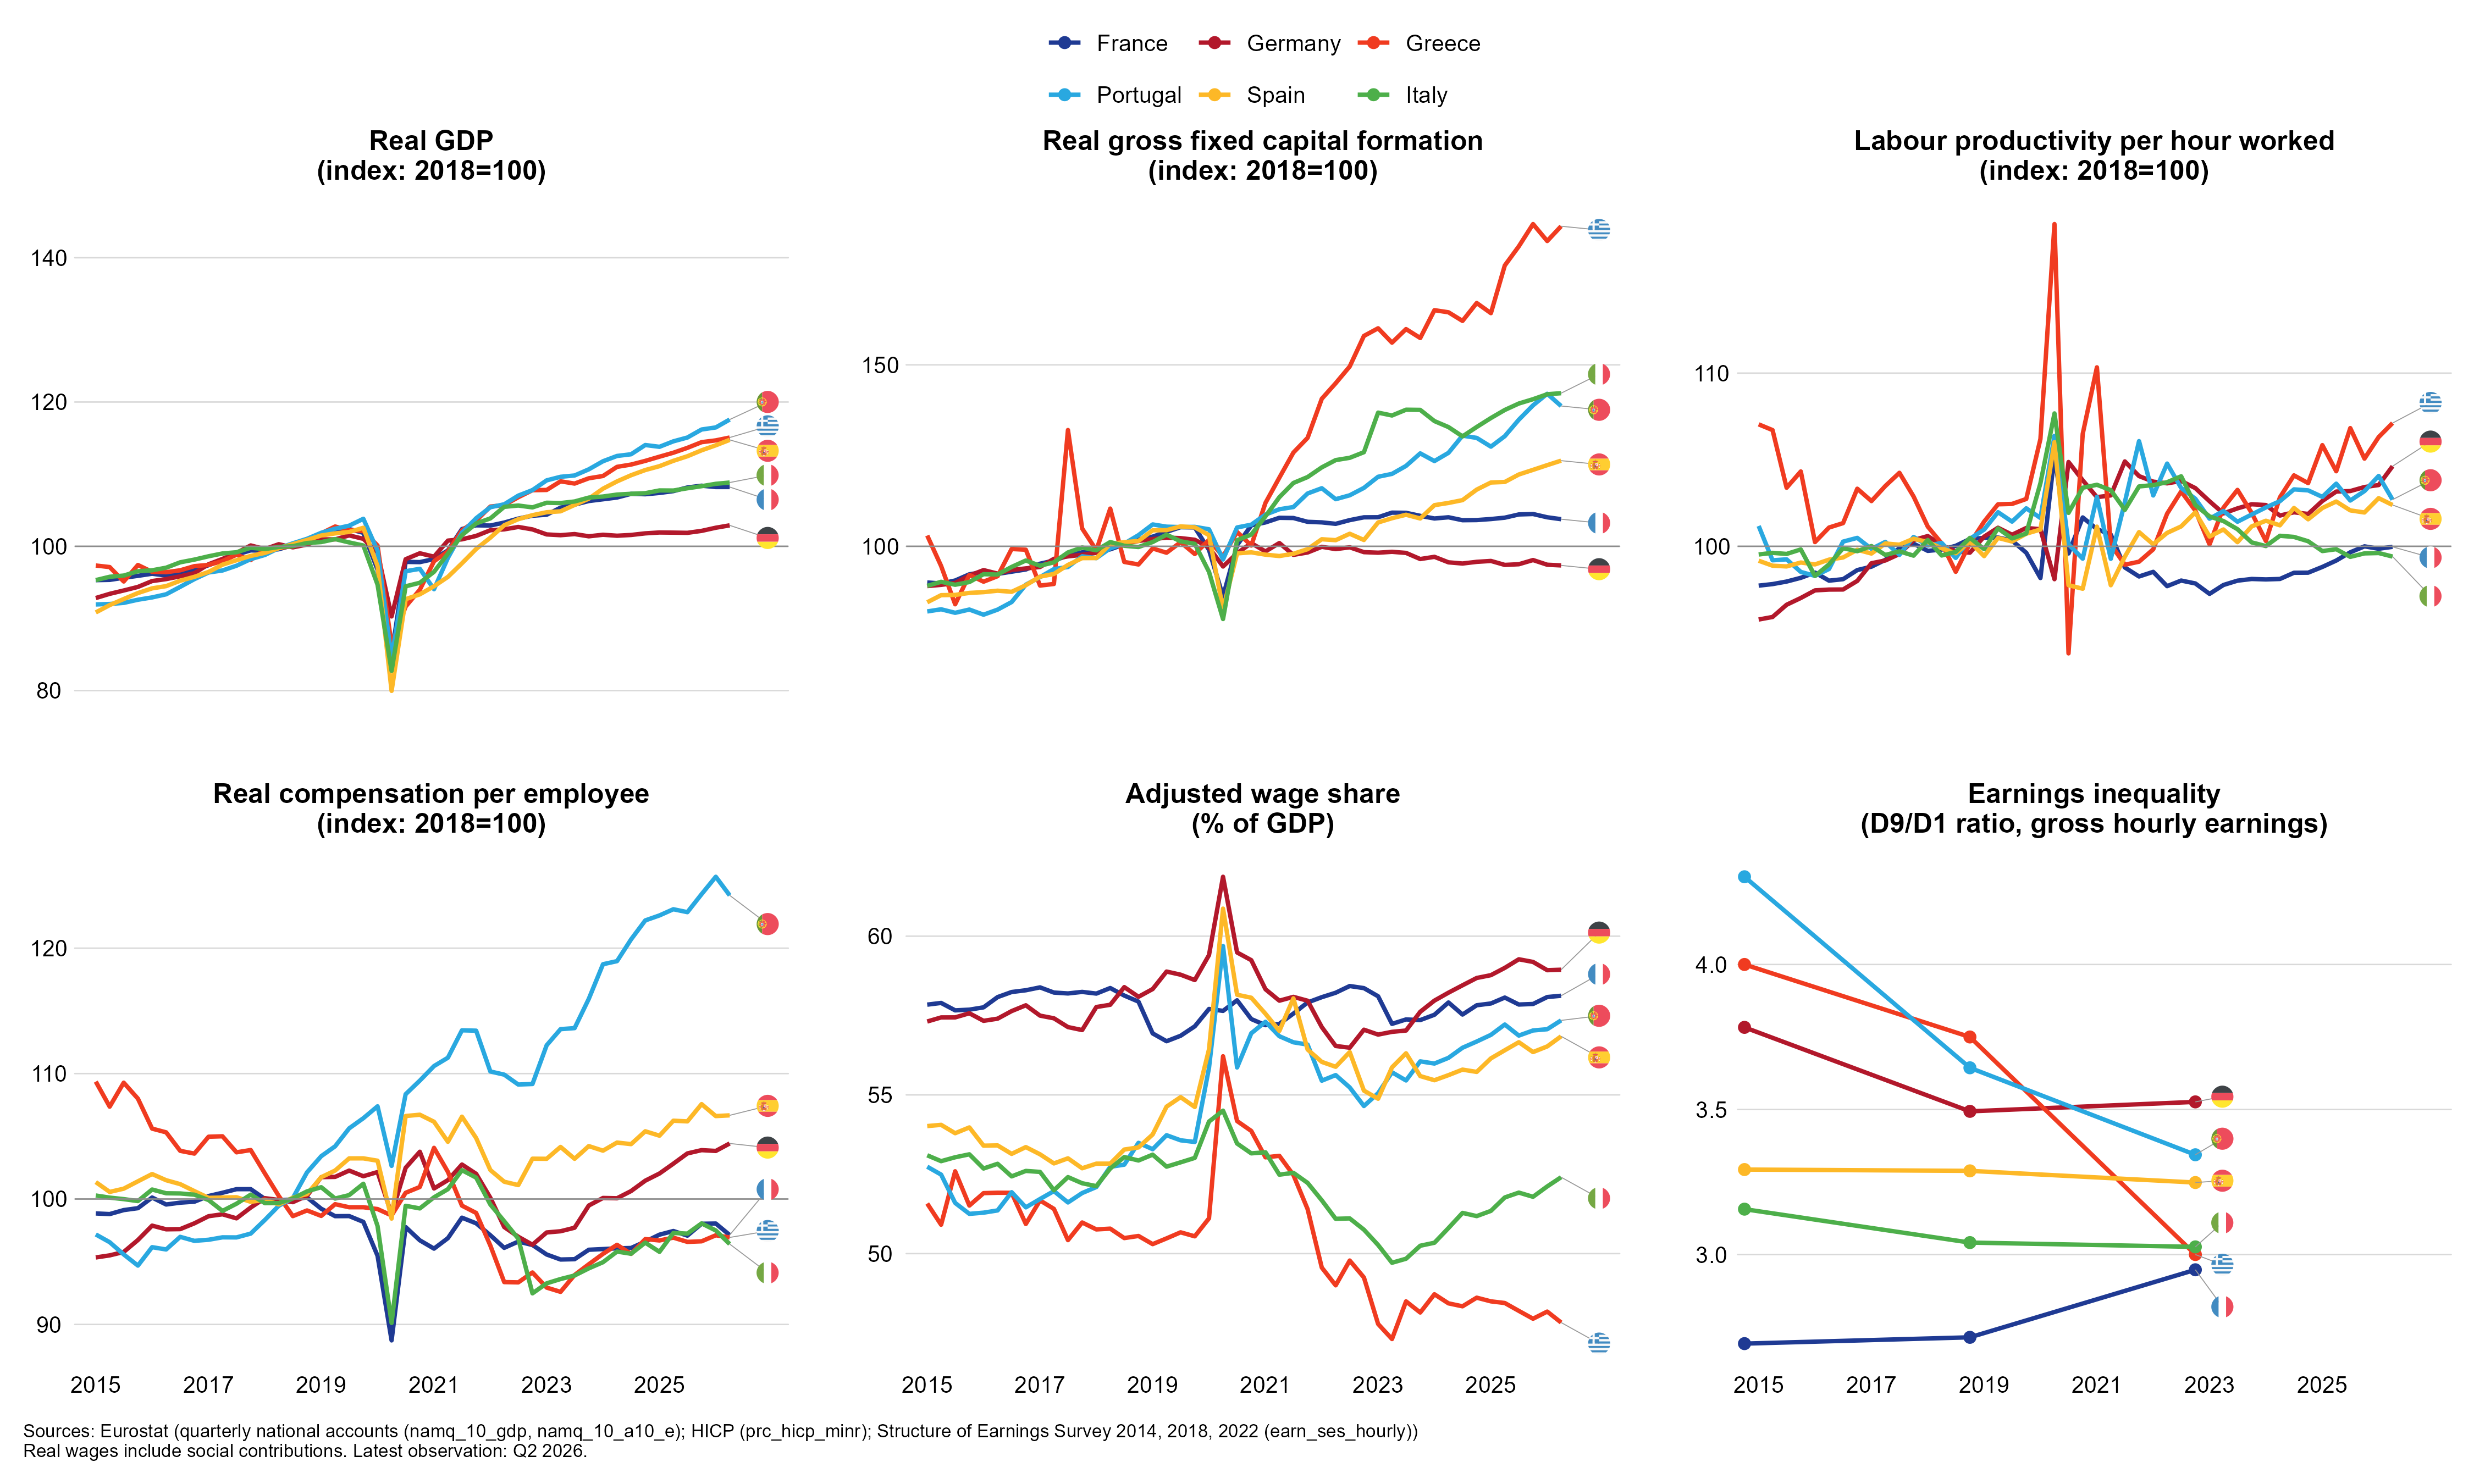 France
Germany
Greece
Portugal
Spain
Italy
Real GDP
(index: 2018=100)
140
120
100
80
Real gross fixed capital formation
(index: 2018=100)
150
100
Labour productivity per hour worked
(index: 2018=100)
110
100
Real compensation per employee
(index: 2018=100)
120
110
100
90
2015 2017 2019 2021 2023 2025
Adjusted wage share
(% of GDP)
60
55
50
2015 2017 2019 2021 2023 2025
Earnings inequality
(D9/D1 ratio, gross hourly earnings)
4.0
3.5
3.0
2015 2017 2019 2021 2023 2025
Sources: Eurostat (quarterly national accounts (namq_10_gdp, namq_10_a10_e); HICP (prc_hicp_minr); Structure of Earnings Survey 2014, 2018, 2022 (earn_ses_hourly))
Real wages include social contributions. Latest observation: Q2 2026.